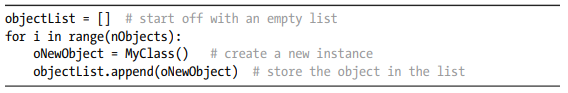 objectList = []  # start off with an empty list
for i in range(nObjects):
    oNewObject = MyClass()   # create a new instance
    objectList.append(oNewObject)  # store the object in the list